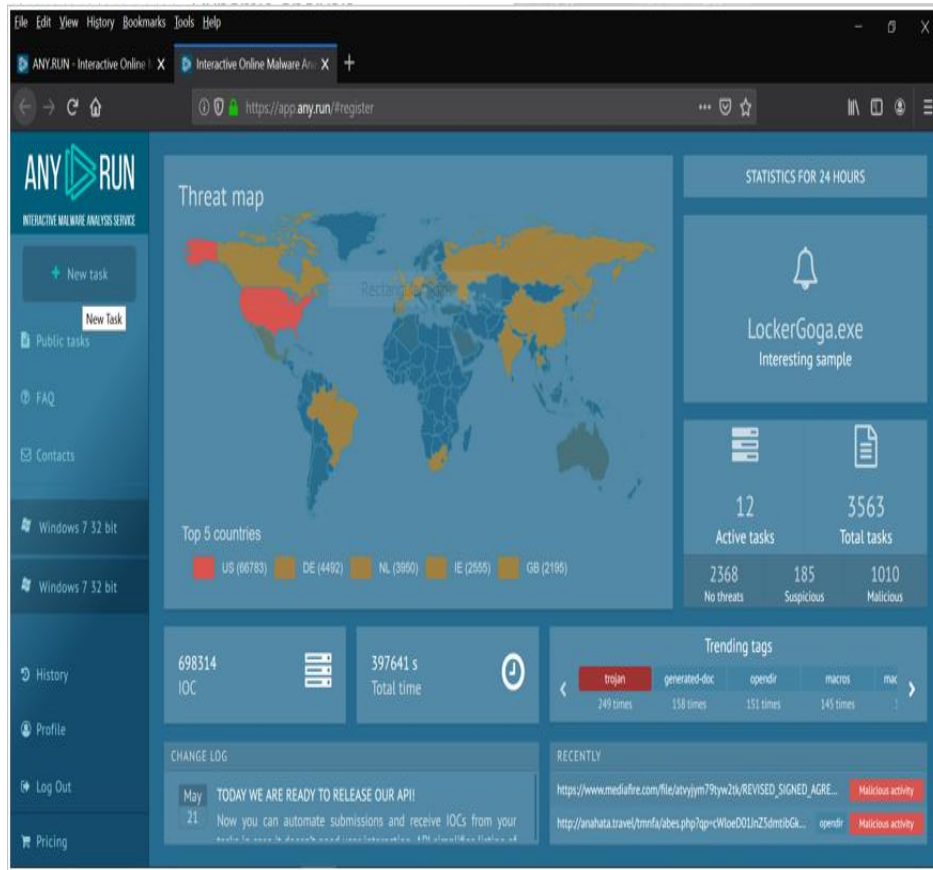 File Edit View History Bookmarks Tools Help
ANY.RUN - Interactive Online
Interactive Online Malware Ana
https://app.any.run/#register
ANY RUN
INTERACTIVE MALWARE ANALYSIS SERVICE
+ New task
New Task
Public tasks
FAQ
Contacts
Windows 7 32 bit
Windows 7 32 bit
History
Profile
Log Out
Pricing
Threat map
Top 5 countries
US (66783) DE (4492) NL (3950) IE (2555) GB (2195)
STATISTICS FOR 24 HOURS
LockerGoga.exe
Interesting sample
12
Active tasks
3563
Total tasks
2368
No threats
185
Suspicious
1010
Malicious
698314
IOC
397641 s
Total time
Trending tags
trojan generated-doc opendir macros mac
249 times 158 times 151 times 145 times
CHANGE LOG
May
21
TODAY WE ARE READY TO RELEASE OUR API!
Now you can automate submissions and receive IOCs from your
RECENTLY
https://www.mediafire.com/file/atvyjym79tyw2tk/REVISED_SIGNED_AGRE... Malicious activity
http://anahata.travel/tmnfa/abes.php?qp=cWloeD01JnZ5dmtibGk... opendir Malicious activity